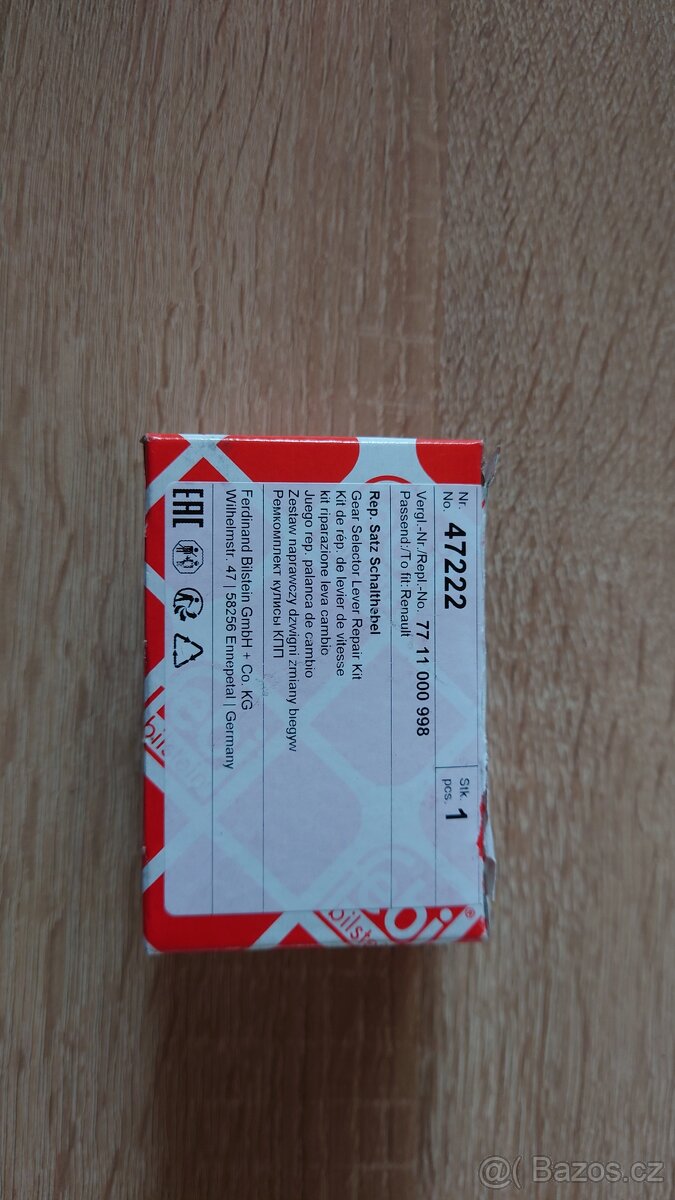 Nr.
No. 47222
Stk.
pcs. 1
Vergl.-Nr./Repl.-No. 77 11 000 998
Passend:/To fit: Renault
Rep. Satz Schalthebel
Gear Selector Lever Repair Kit
Kit de rép. de levier de vitesse
kit riparazione leva cambio
Juego rep. palanca de cambio
Zestaw naprawczy dźwigni zmiany biegyw
Ремкомплект кулисы КПП
Ferdinand Bilstein GmbH + Co. KG
Wilhelmstr. 47 | 58256 Ennepetal | Germany
EAC
bilstein
bilste
@( Bazos.cz